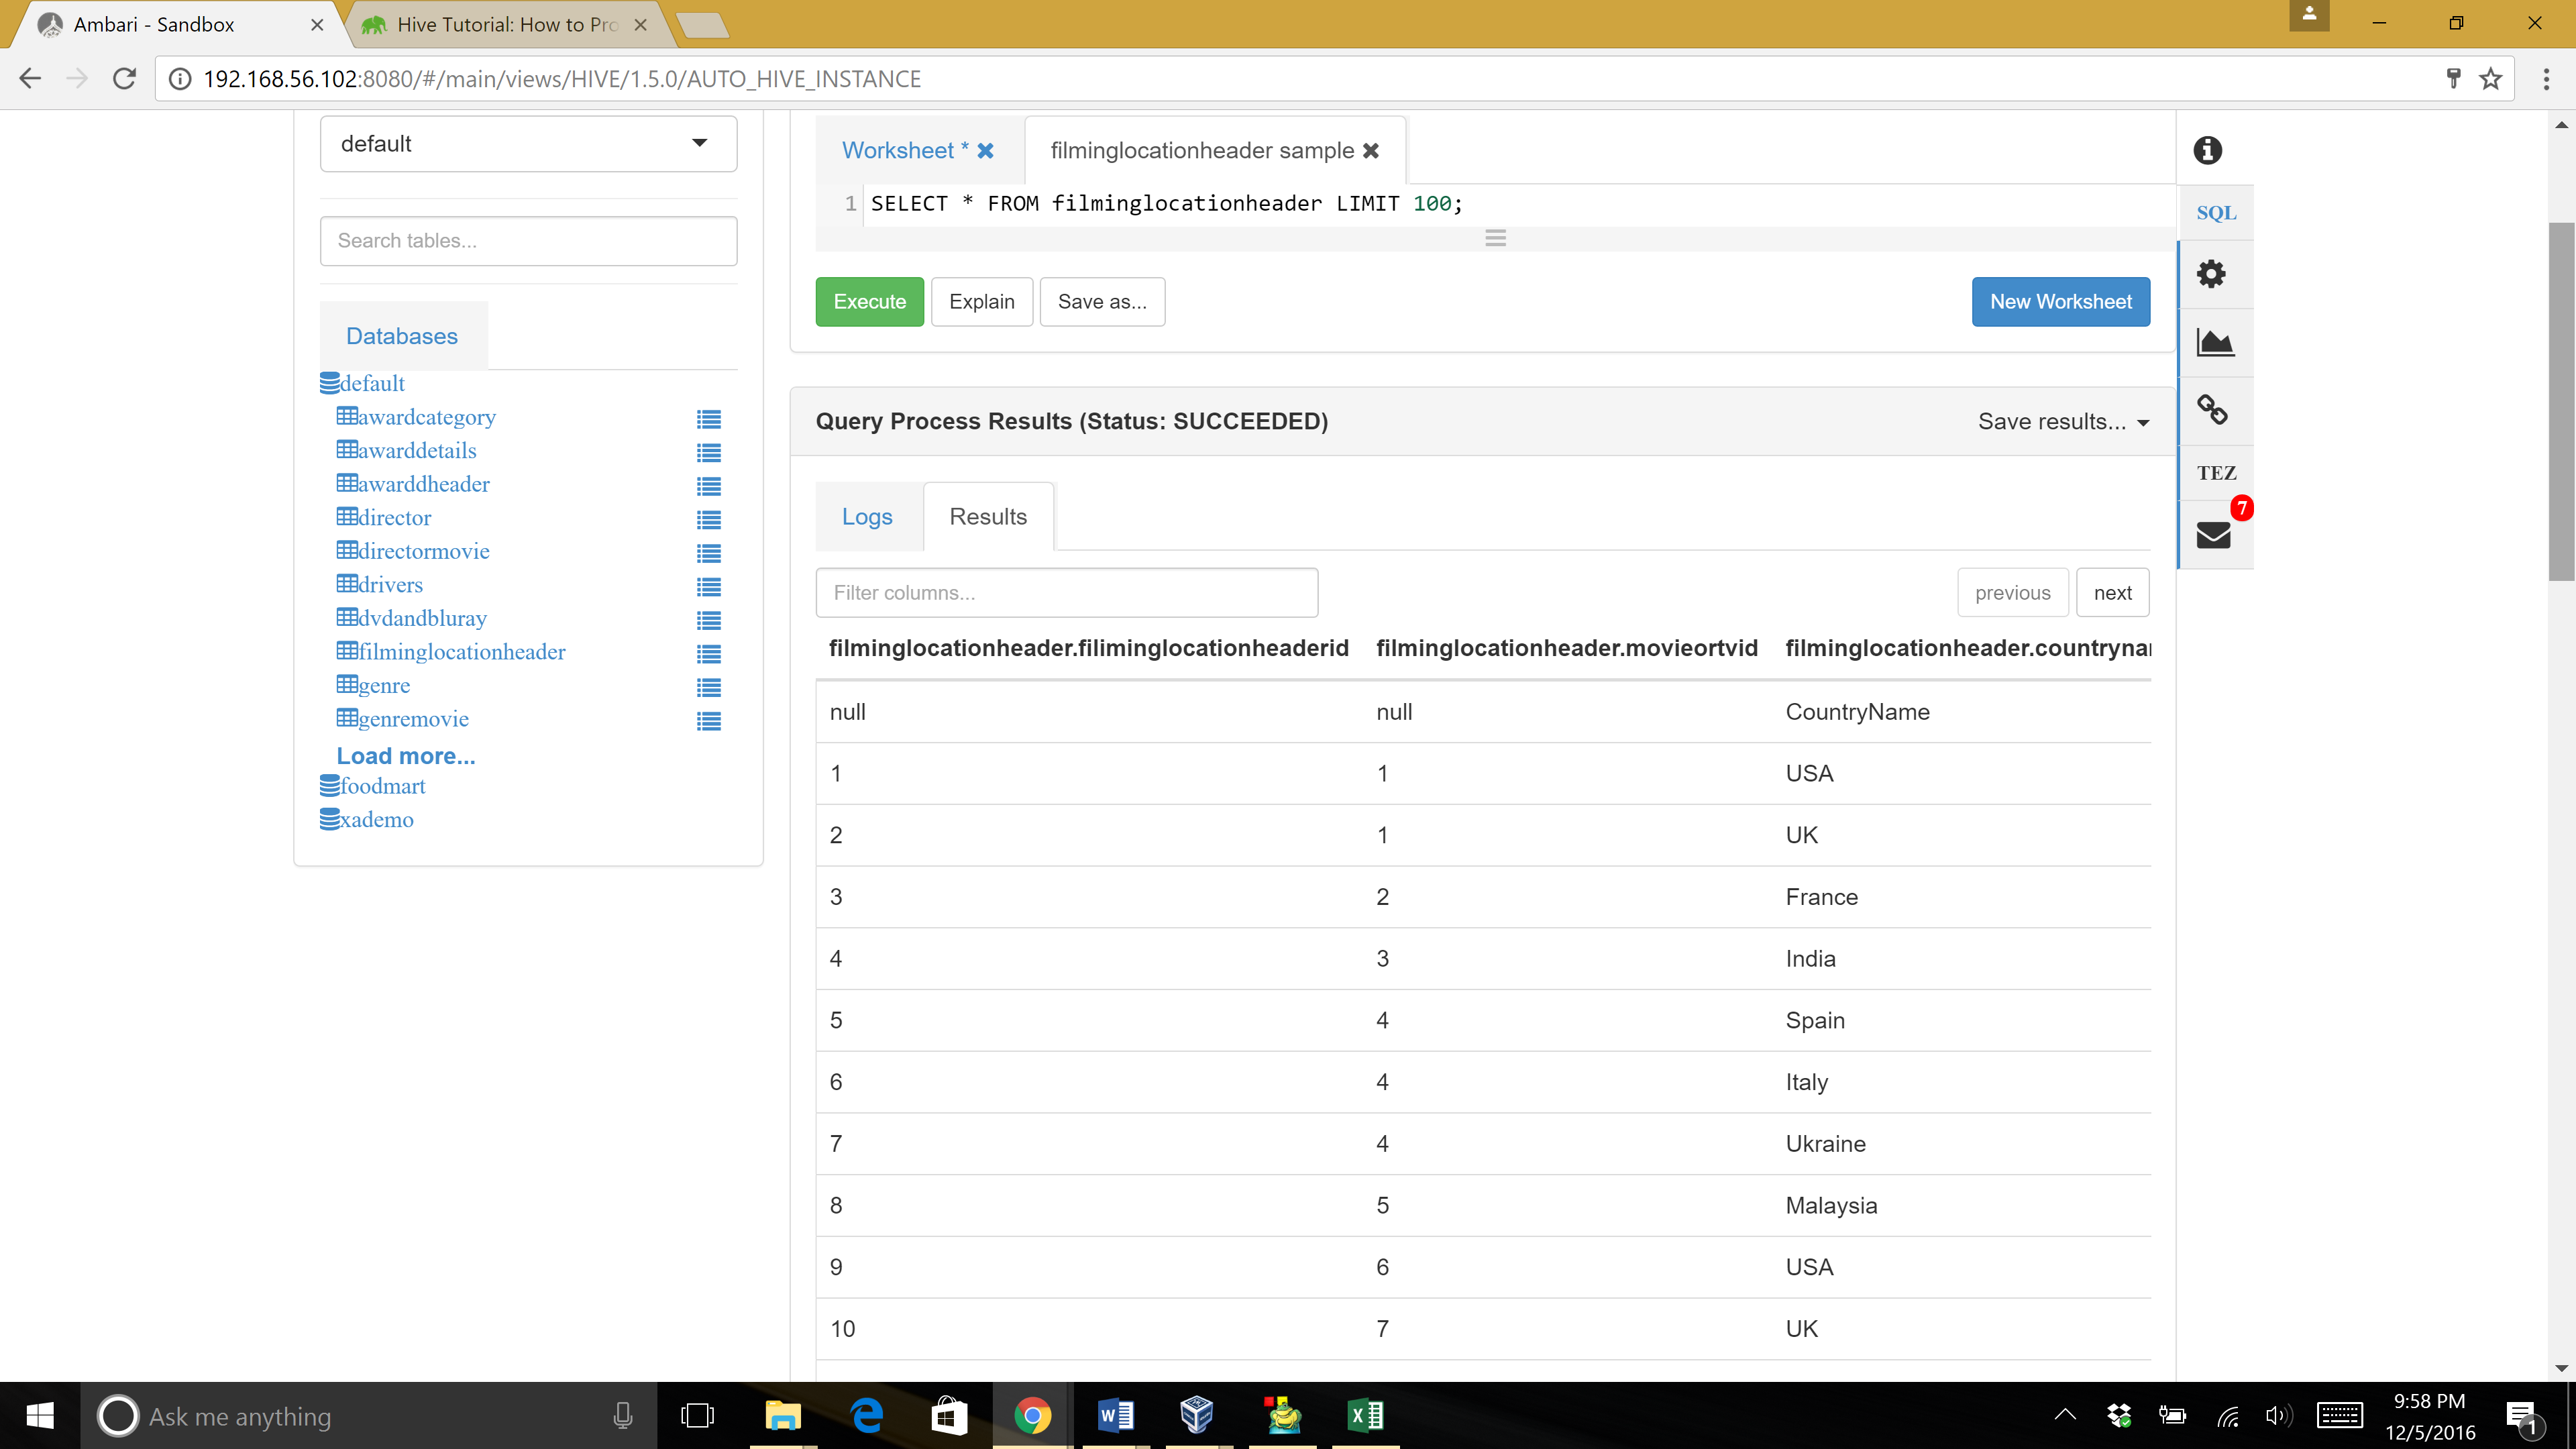 Ambari - Sandbox
Hive Tutorial: How to Pro
192.168.56.102:8080/#/main/views/HIVE/1.5.0/AUTO_HIVE_INSTANCE
default
Search tables...
Databases
default
awardcategory
awarddetails
awarddheader
director
directormovie
drivers
dvdandbluray
filminglocationheader
genre
genremovie
Load more...
foodmart
xademo
Worksheet *
filminglocationheader sample
1 SELECT * FROM filminglocationheader LIMIT 100;
Execute Explain Save as... New Worksheet
Query Process Results (Status: SUCCEEDED) Save results...
Logs Results
Filter columns... previous next
filminglocationheader.filiminglocationheaderid filminglocationheader.movieortvid filminglocationheader.countrynar
null null CountryName
1 1 USA
2 1 UK
3 2 France
4 3 India
5 4 Spain
6 4 Italy
7 4 Ukraine
8 5 Malaysia
9 6 USA
10 7 UK
SQL
TEZ
7
Ask me anything
9:58 PM
12/5/2016
1